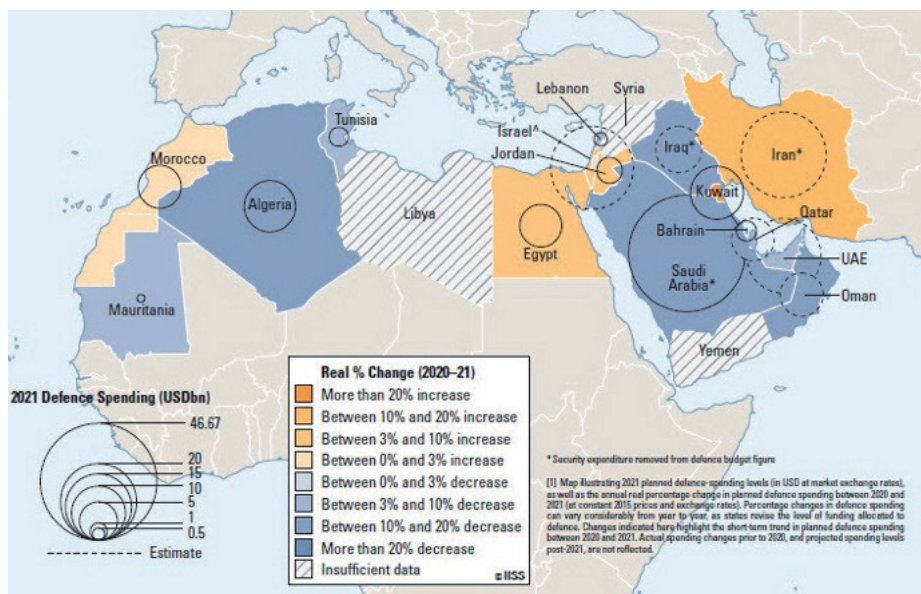 Lebanon
Syria
Tunisia
Israel^
Jordan
Morocco
Iraq*
Iran*
Kuwait
Algeria
Libya
Qatar
Bahrain
Egypt
UAE
Saudi
Arabia*
Oman
Mauritania
Yemen
2021 Defence Spending (USDbn)
46.67
20
15
10
5
1
0.5
Estimate
Real % Change (2020–21)
More than 20% increase
Between 10% and 20% increase
Between 3% and 10% increase
Between 0% and 3% increase
Between 0% and 3% decrease
Between 3% and 10% decrease
Between 10% and 20% decrease
More than 20% decrease
Insufficient data
©IISS
* Security expenditure removed from defence budget figure
[1] Map illustrating 2021 planned defence-spending levels (in USD at market exchange rates),
as well as the annual real percentage change in planned defence spending between 2020 and
2021 (at constant 2015 prices and exchange rates). Percentage changes in defence spending
can vary considerably from year to year, as states revise the level of funding allocated to
defence. Changes indicated here highlight the short-term trend in planned defence spending
between 2020 and 2021. Actual spending changes prior to 2020, and projected spending levels
post-2021, are not reflected.